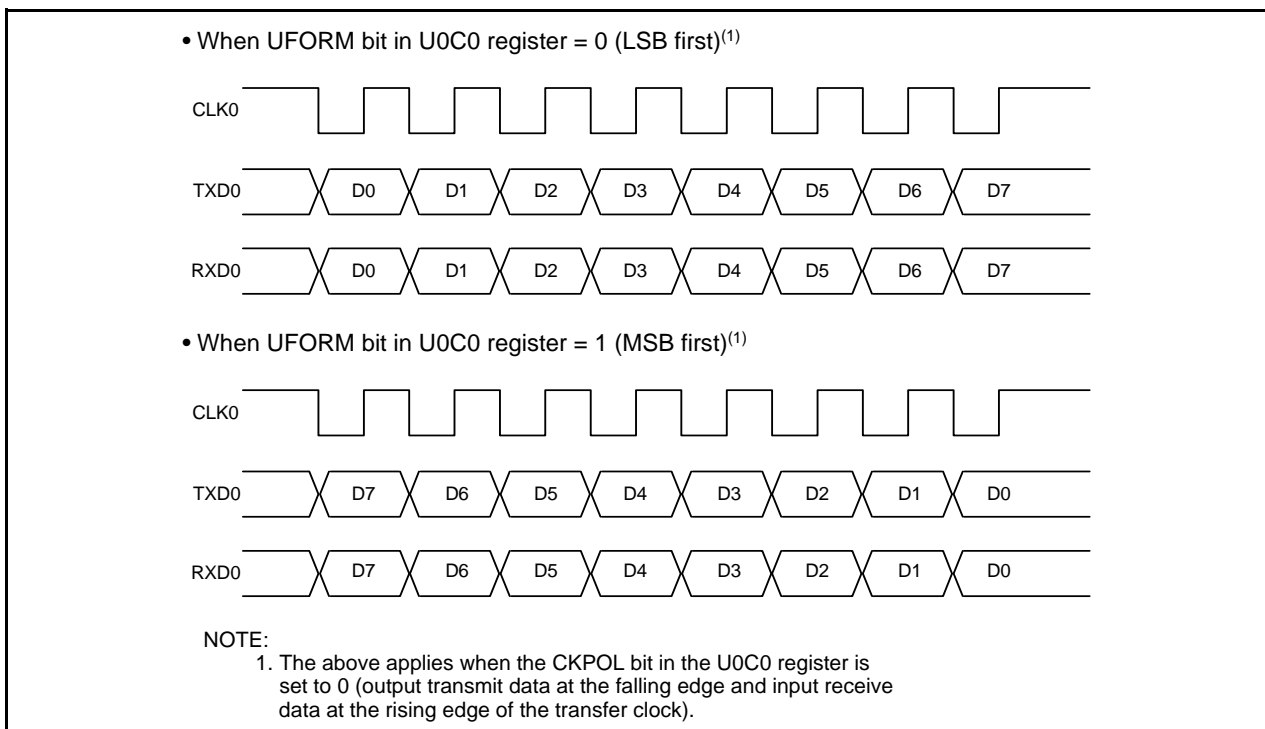 • When UFORM bit in U0C0 register = 0 (LSB first)(1)
CLK0
TXD0 D0 D1 D2 D3 D4 D5 D6 D7
RXD0 D0 D1 D2 D3 D4 D5 D6 D7
• When UFORM bit in U0C0 register = 1 (MSB first)(1)
CLK0
TXD0 D7 D6 D5 D4 D3 D2 D1 D0
RXD0 D7 D6 D5 D4 D3 D2 D1 D0
NOTE:
1. The above applies when the CKPOL bit in the U0C0 register is
set to 0 (output transmit data at the falling edge and input receive
data at the rising edge of the transfer clock).